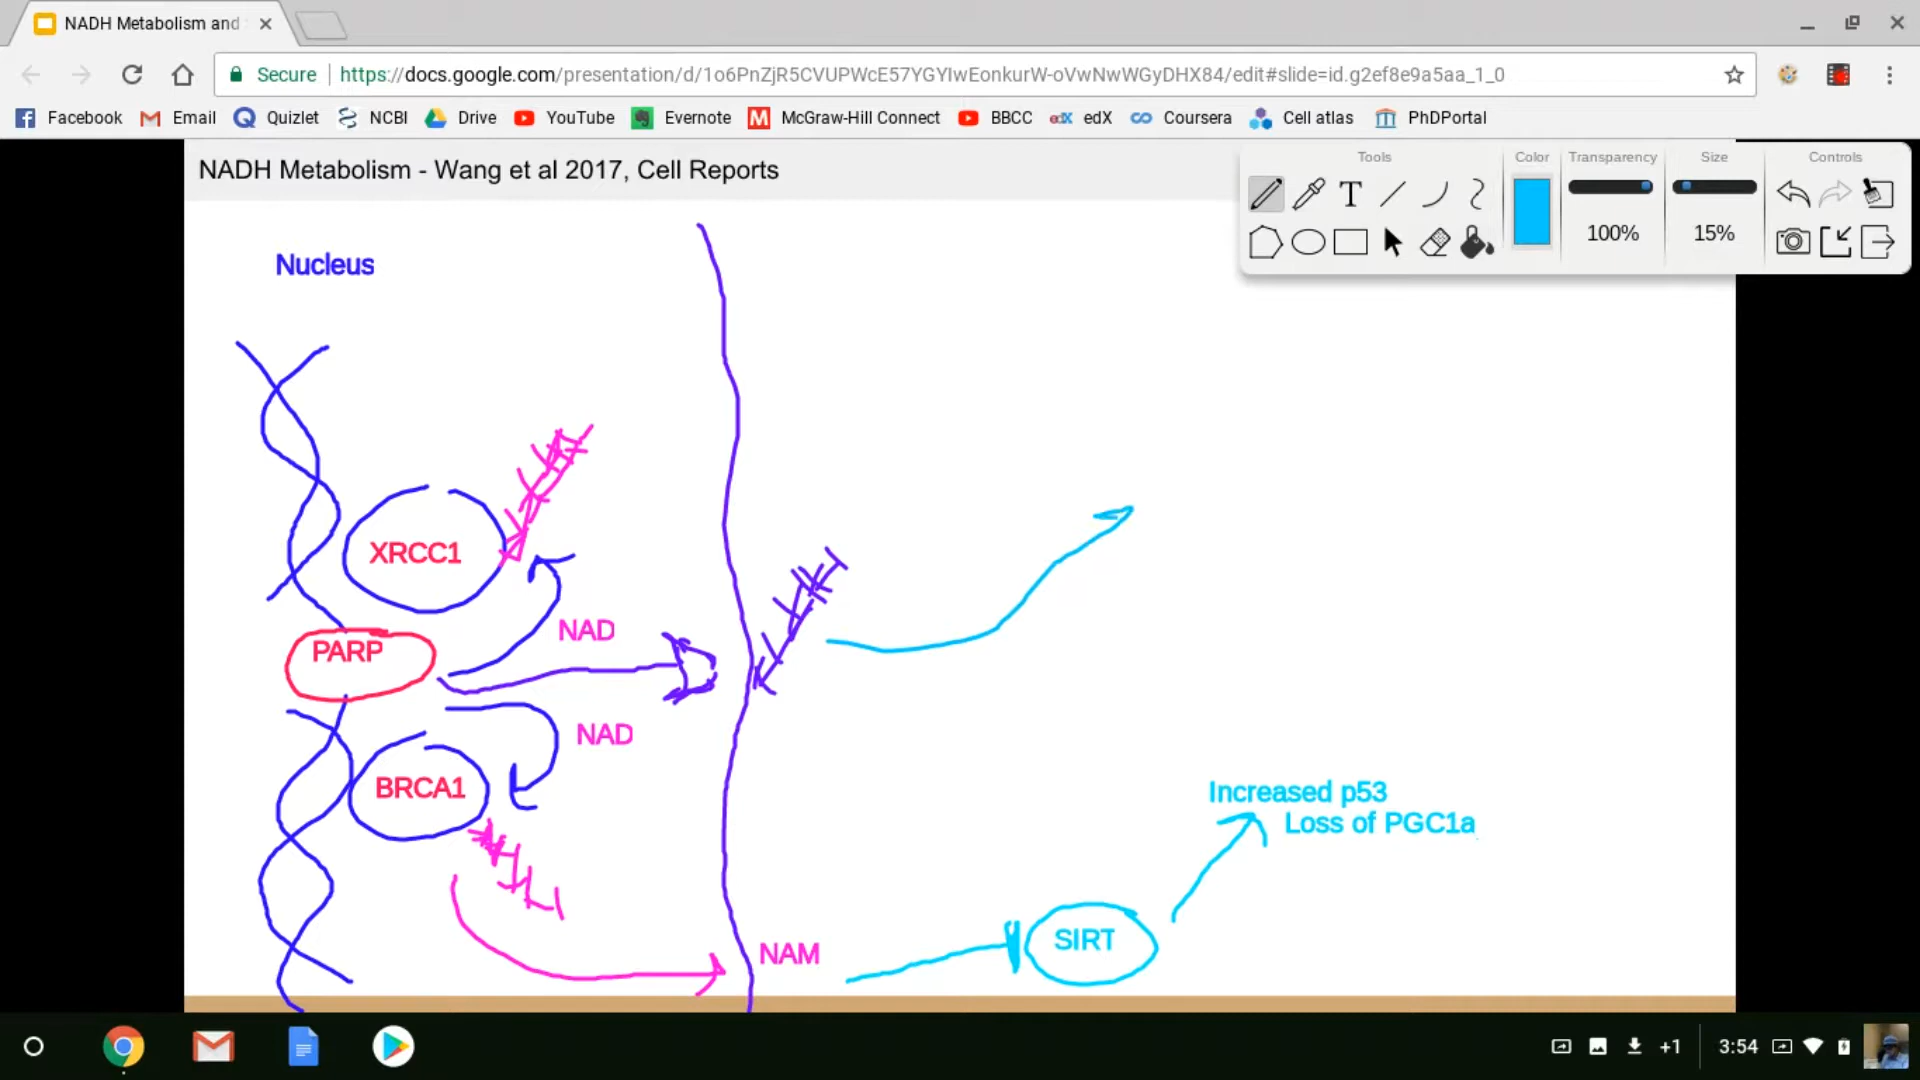 NADH Metabolism and
Secure https://docs.google.com/presentation/d/1o6PnZjR5CVUPWcE57YGYIwEonkurW-oVwNwWGyDHX84/edit#slide=id.g2ef8e9a5aa_1_0
Facebook Email Quizlet NCBI Drive YouTube Evernote McGraw-Hill Connect BBCC edX Coursera Cell atlas PhDPortal
NADH Metabolism - Wang et al 2017, Cell Reports
Tools Color Transparency Size Controls
T
100% 15%
Nucleus
XRCC1
NAD
PARP
NAD
BRCA1
Increased p53
Loss of PGC1a
SIRT
NAM
+1 3:54